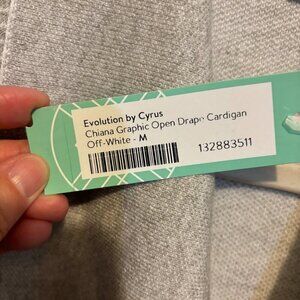 Evolution by Cyrus
Chiana Graphic Open Drape Cardigan
Off-White - M
132883511